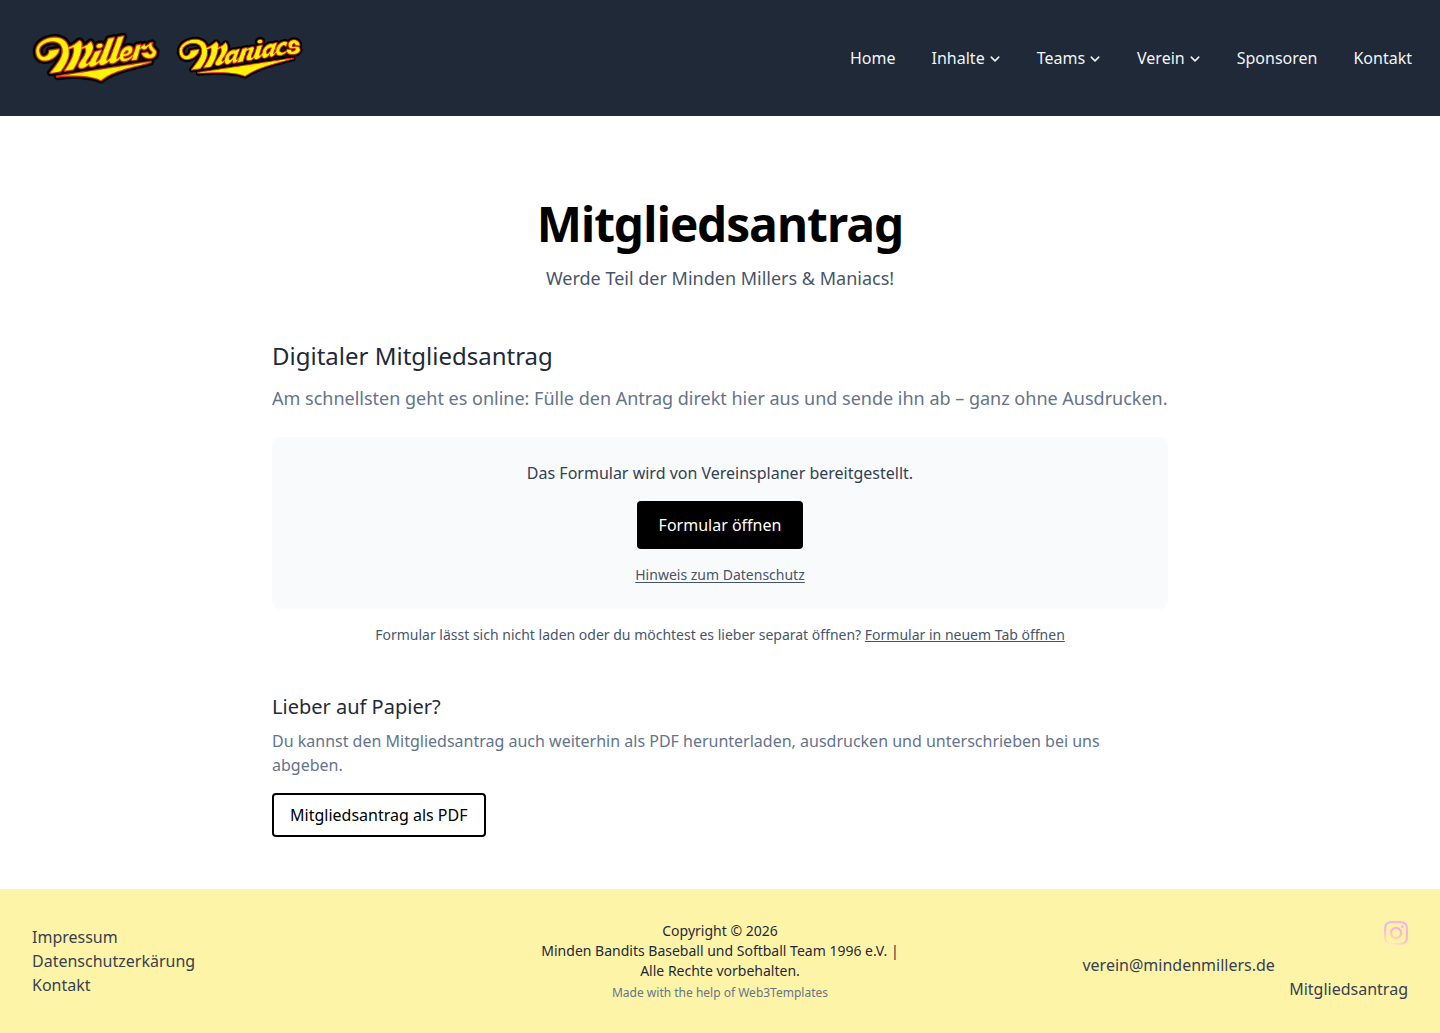 Millers Maniacs
Home Inhalte Teams Verein Sponsoren Kontakt
Mitgliedsantrag
Werde Teil der Minden Millers & Maniacs!
Digitaler Mitgliedsantrag
Am schnellsten geht es online: Fülle den Antrag direkt hier aus und sende ihn ab – ganz ohne Ausdrucken.
Das Formular wird von Vereinsplaner bereitgestellt.
Formular öffnen
Hinweis zum Datenschutz
Formular lässt sich nicht laden oder du möchtest es lieber separat öffnen? Formular in neuem Tab öffnen
Lieber auf Papier?
Du kannst den Mitgliedsantrag auch weiterhin als PDF herunterladen, ausdrucken und unterschrieben bei uns
abgeben.
Mitgliedsantrag als PDF
Impressum
Datenschutzerkärung
Kontakt
Copyright © 2026
Minden Bandits Baseball und Softball Team 1996 e.V. |
Alle Rechte vorbehalten.
Made with the help of Web3Templates
verein@mindenmillers.de
Mitgliedsantrag